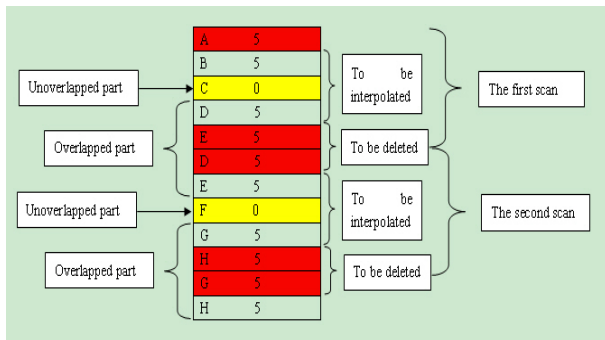 A 5
B 5
C 0
D 5
E 5
D 5
E 5
F 0
G 5
H 5
G 5
H 5
Unoverlapped part
Overlapped part
Unoverlapped part
Overlapped part
To be
interpolated
To be deleted
To be
interpolated
To be deleted
The first scan
The second scan